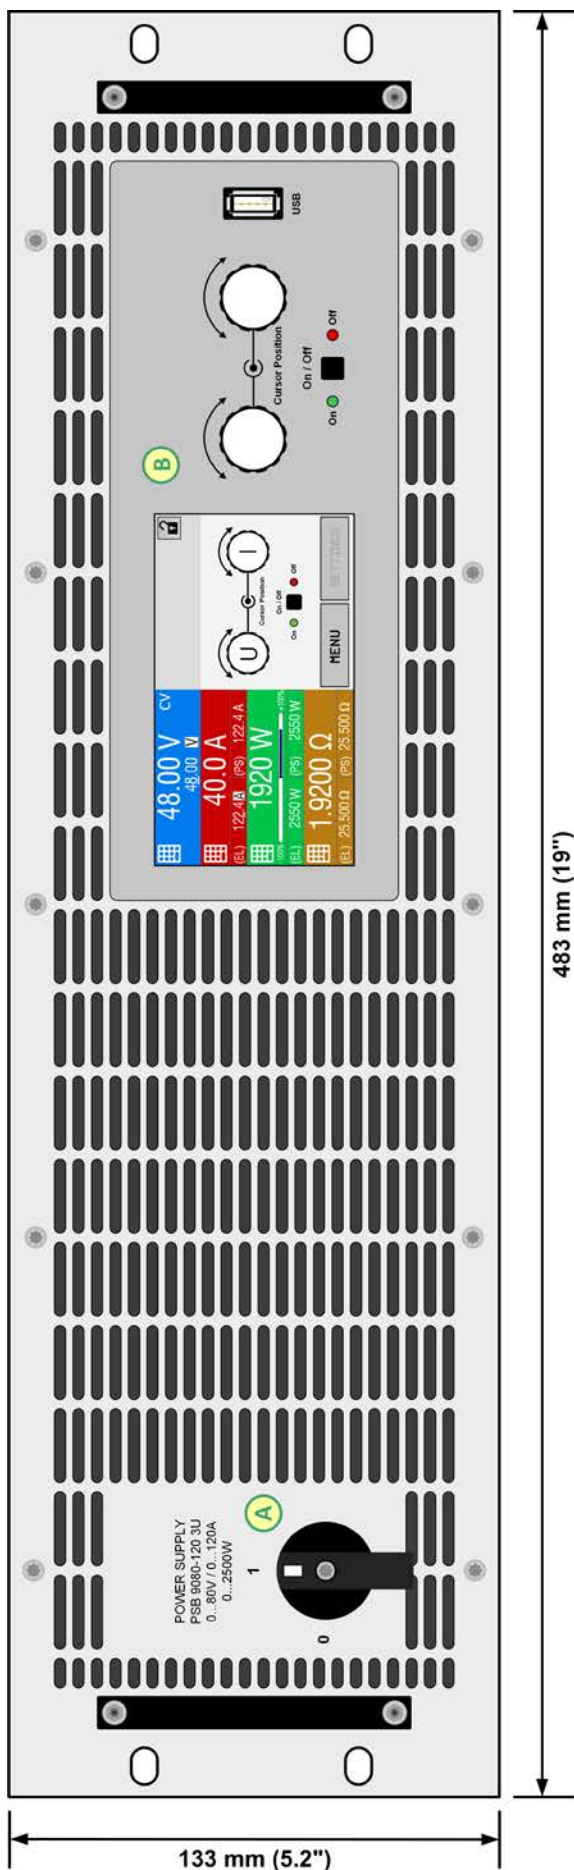 POWER SUPPLY
PSB 9080-120 3U
0...80V / 0...120A
0...2500W
A
1
0
48.00 V CV
48.00 V
40.0 A
(EL) 122.4 A (PS) 122.4 A
1920 W
-100% +100%
(EL) 2550 W (PS) 2550 W
1.9200 Ω
(EL) 25.500 Ω (PS) 25.500 Ω
U I
Cursor Position
On / Off
On Off
MENU SETTINGS
B
Cursor Position
On / Off
On Off
USB
483 mm (19")
133 mm (5.2")